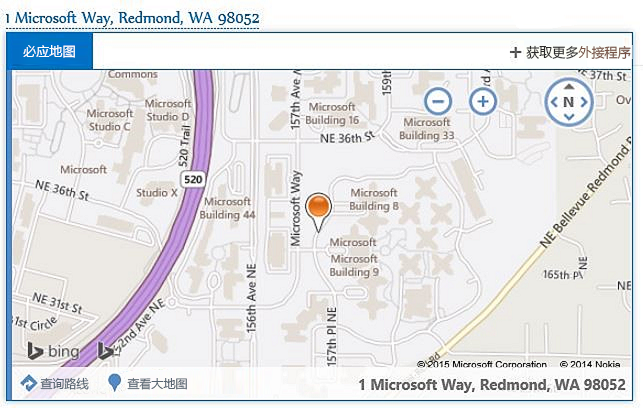 1 Microsoft Way, Redmond, WA 98052
必应地图
+ 获取更多外接程序
Commons
Microsoft
Studio C
Microsoft
Studio D
520 Trail
157th Ave N
159th
NE 37th St
Microsoft
Building 16
Microsoft
Building 33
NE 36th St
N
Microsoft
NE 36th St
520
Studio X
Microsoft
Building 44
Microsoft Way
Microsoft
Building 8
NE Bellevue Redmond R
Microsoft
Microsoft
Building 9
165th Pl NE
156th Ave NE
NE 31st St
31st Circle
2nd Ave NE
157th Pl NE
Rd
bing
© 2015 Microsoft Corporation
© 2014 Nokia
查询路线
查看大地图
1 Microsoft Way, Redmond, WA 98052